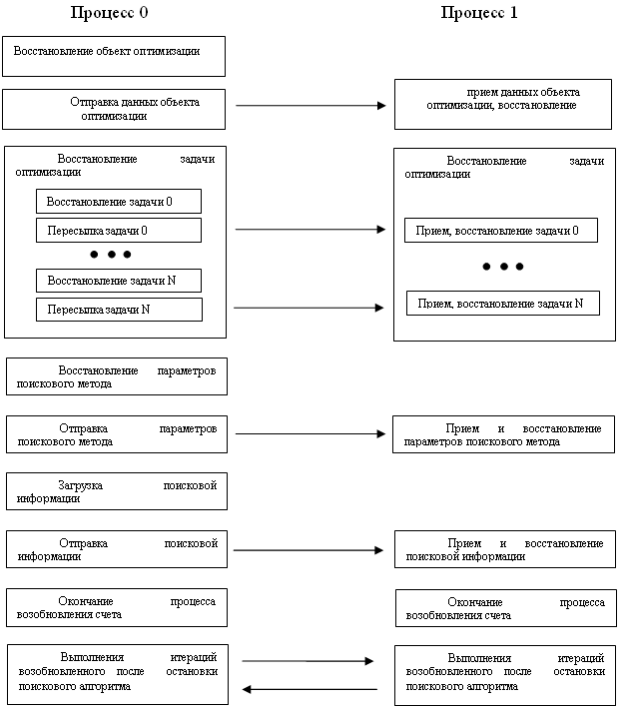 Процесс 0
Процесс 1
Восстановление объект оптимизации
Отправка данных объекта
оптимизации
прием данных объекта
оптимизации, восстановление
Восстановление задачи
оптимизации
Восстановление задачи 0
Пересылка задачи 0
● ● ●
Восстановление задачи N
Пересылка задачи N
Восстановление задачи
оптимизации
Прием, восстановление задачи 0
● ● ●
Прием, восстановление задачи N
Восстановление параметров
поискового метода
Отправка параметров
поискового метода
Прием и восстановление
параметров поискового метода
Загрузка поисковой
информации
Отправка поисковой
информации
Прием и восстановление
поисковой информации
Окончание процесса
возобновления счета
Окончание процесса
возобновления счета
Выполнения итераций
возобновленного после остановки
поискового алгоритма
Выполнения итераций
возобновленного после остановки
поискового алгоритма